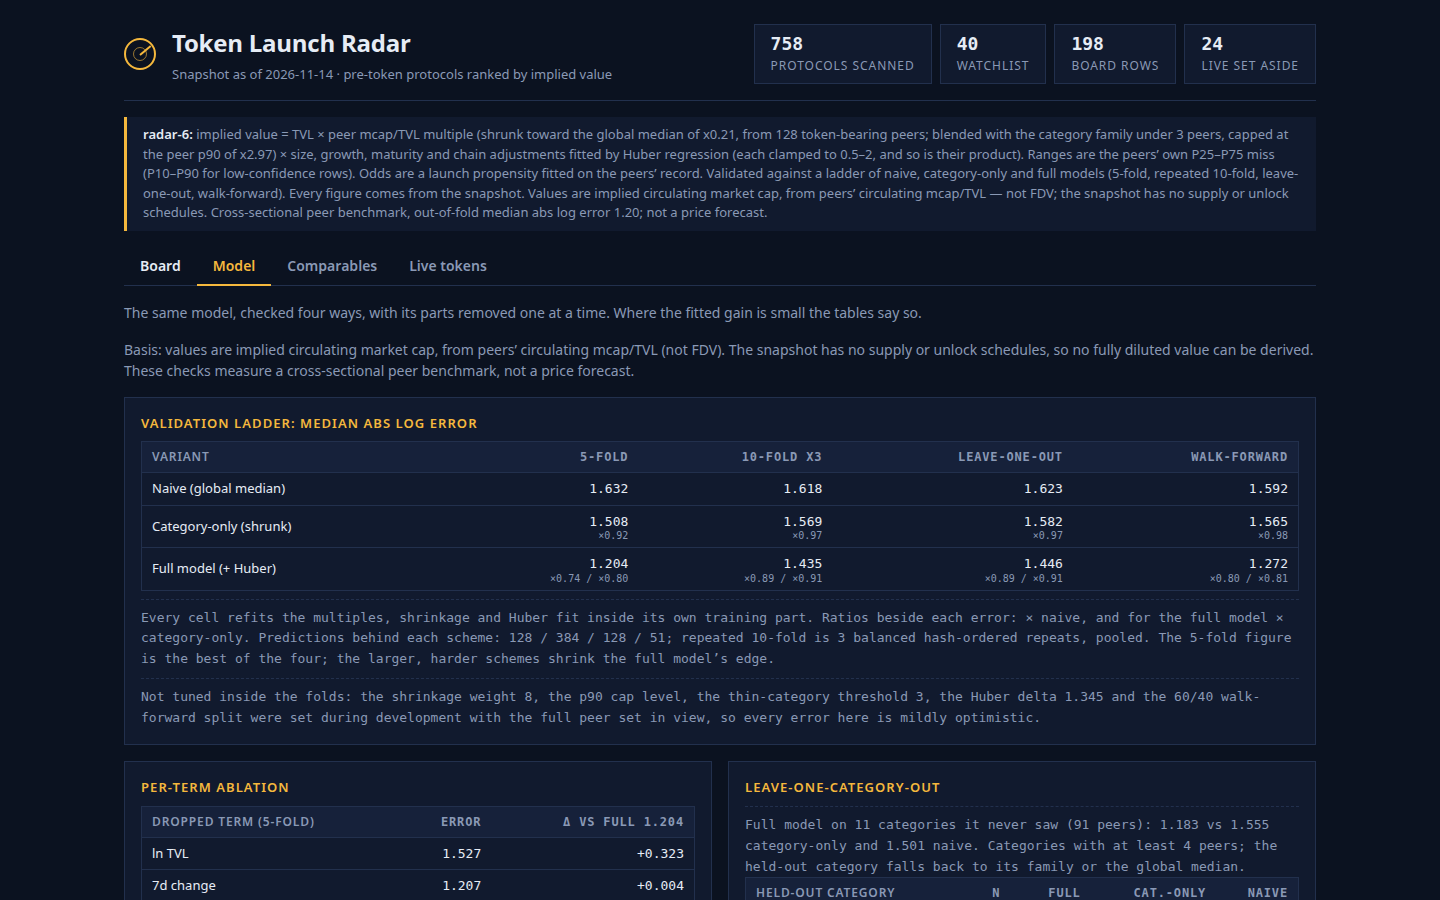 Token Launch Radar
Snapshot as of 2026-11-14 · pre-token protocols ranked by implied value
758
PROTOCOLS SCANNED
40
WATCHLIST
198
BOARD ROWS
24
LIVE SET ASIDE
radar-6: implied value = TVL × peer mcap/TVL multiple (shrunk toward the global median of x0.21, from 128 token-bearing peers; blended with the category family under 3 peers, capped at
the peer p90 of x2.97) × size, growth, maturity and chain adjustments fitted by Huber regression (each clamped to 0.5–2, and so is their product). Ranges are the peers’ own P25–P75 miss
(P10–P90 for low-confidence rows). Odds are a launch propensity fitted on the peers’ record. Validated against a ladder of naive, category-only and full models (5-fold, repeated 10-fold, leave-
one-out, walk-forward). Every figure comes from the snapshot. Values are implied circulating market cap, from peers’ circulating mcap/TVL — not FDV; the snapshot has no supply or unlock
schedules. Cross-sectional peer benchmark, out-of-fold median abs log error 1.20; not a price forecast.
Board Model Comparables Live tokens
The same model, checked four ways, with its parts removed one at a time. Where the fitted gain is small the tables say so.
Basis: values are implied circulating market cap, from peers’ circulating mcap/TVL (not FDV). The snapshot has no supply or unlock schedules, so no fully diluted value can be derived.
These checks measure a cross-sectional peer benchmark, not a price forecast.
VALIDATION LADDER: MEDIAN ABS LOG ERROR
VARIANT 5-FOLD 10-FOLD X3 LEAVE-ONE-OUT WALK-FORWARD
Naive (global median) 1.632 1.618 1.623 1.592
Category-only (shrunk) 1.508 1.569 1.582 1.565
×0.92 ×0.97 ×0.97 ×0.98
Full model (+ Huber) 1.204 1.435 1.446 1.272
×0.74 / ×0.80 ×0.89 / ×0.91 ×0.89 / ×0.91 ×0.80 / ×0.81
Every cell refits the multiples, shrinkage and Huber fit inside its own training part. Ratios beside each error: × naive, and for the full model ×
category-only. Predictions behind each scheme: 128 / 384 / 128 / 51; repeated 10-fold is 3 balanced hash-ordered repeats, pooled. The 5-fold figure
is the best of the four; the larger, harder schemes shrink the full model’s edge.
Not tuned inside the folds: the shrinkage weight 8, the p90 cap level, the thin-category threshold 3, the Huber delta 1.345 and the 60/40 walk-
forward split were set during development with the full peer set in view, so every error here is mildly optimistic.
PER-TERM ABLATION
DROPPED TERM (5-FOLD) ERROR Δ VS FULL 1.204
ln TVL 1.527 +0.323
7d change 1.207 +0.004
LEAVE-ONE-CATEGORY-OUT
Full model on 11 categories it never saw (91 peers): 1.183 vs 1.555
category-only and 1.501 naive. Categories with at least 4 peers; the
held-out category falls back to its family or the global median.
HELD-OUT CATEGORY N FULL CAT.-ONLY NAIVE